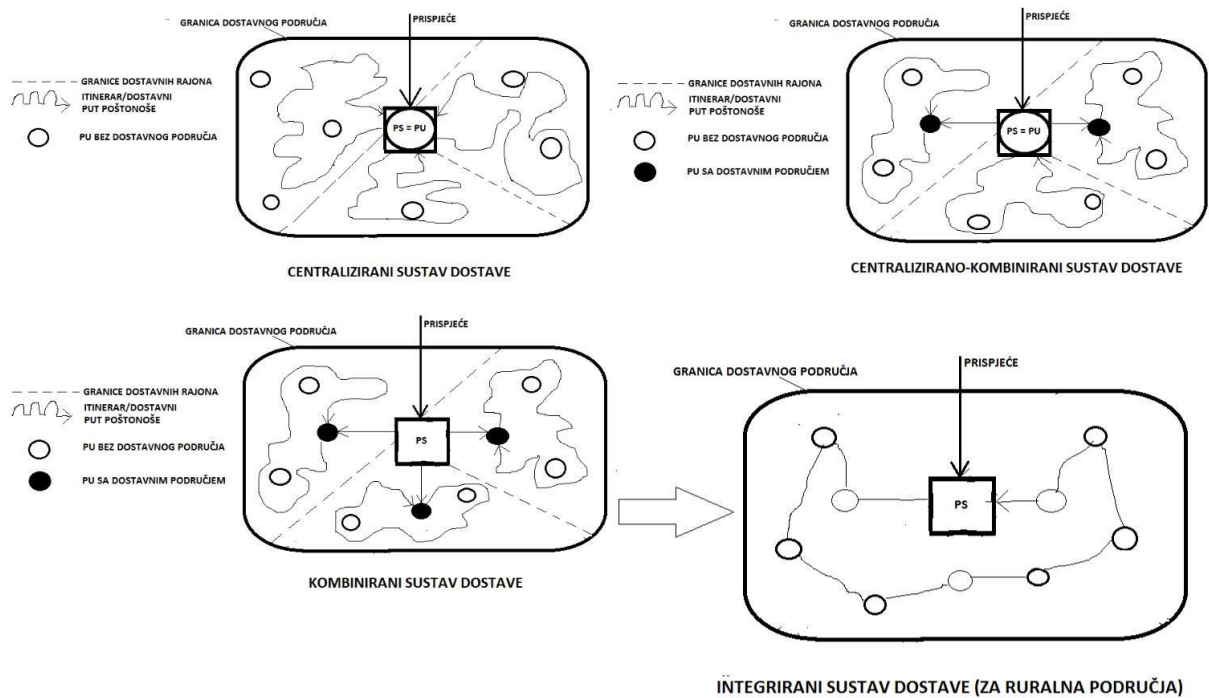 GRANICA DOSTAVNOG PODRUČJA
PRISPJEĆE
GRANICE DOSTAVNIH RAJONA
ITINERAR/DOSTAVNI
PUT POŠTONOŠE
PU BEZ DOSTAVNOG PODRUČJA
PS = PU
CENTRALIZIRANI SUSTAV DOSTAVE
GRANICA DOSTAVNOG PODRUČJA
PRISPJEĆE
GRANICE DOSTAVNIH RAJONA
ITINERAR/DOSTAVNI
PUT POŠTONOŠE
PU BEZ DOSTAVNOG PODRUČJA
PU SA DOSTAVNIM PODRUČJEM
PS = PU
CENTRALIZIRANO-KOMBINIRANI SUSTAV DOSTAVE
GRANICA DOSTAVNOG PODRUČJA
PRISPJEĆE
GRANICE DOSTAVNIH RAJONA
ITINERAR/DOSTAVNI
PUT POŠTONOŠE
PU BEZ DOSTAVNOG PODRUČJA
PU SA DOSTAVNIM PODRUČJEM
PS
KOMBINIRANI SUSTAV DOSTAVE
GRANICA DOSTAVNOG PODRUČJA
PRISPJEĆE
PS
INTEGRIRANI SUSTAV DOSTAVE (ZA RURALNA PODRUČJA)